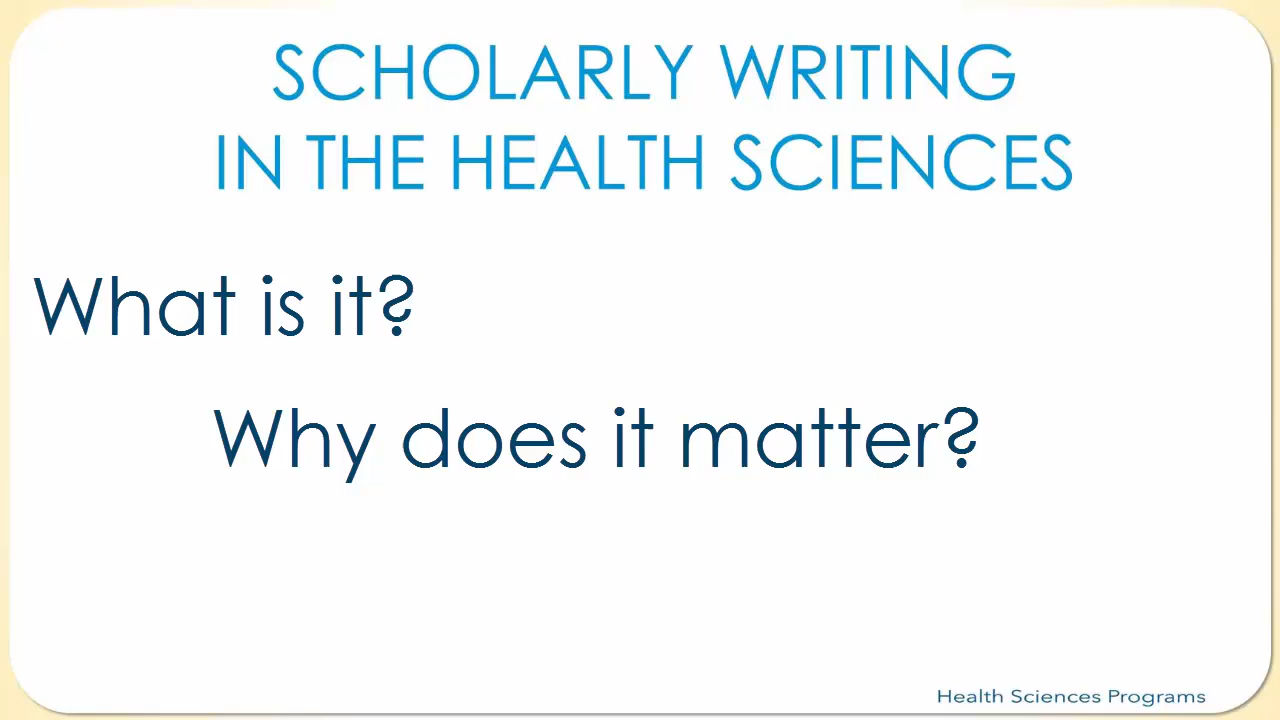 SCHOLARLY WRITING
IN THE HEALTH SCIENCES
What is it?
Why does it matter?
Health Sciences Programs